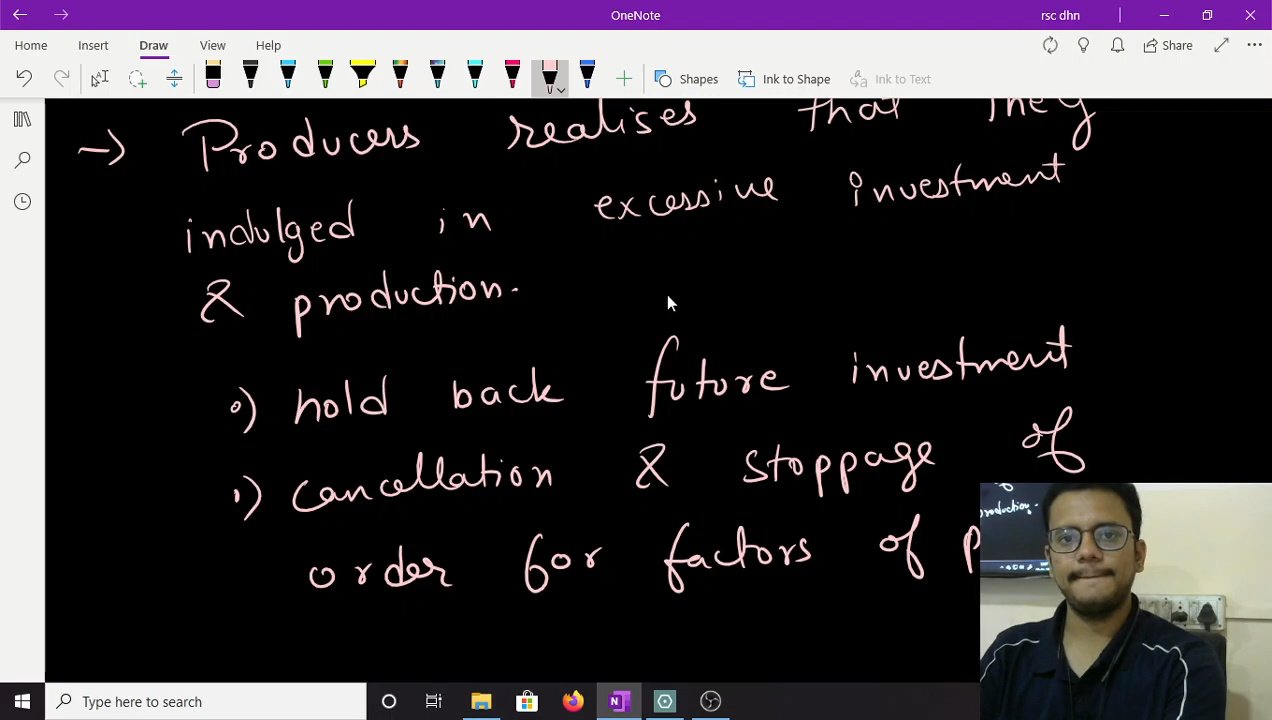 OneNote
rsc dhn
Home Insert Draw View Help
Share
Shapes
Ink to Shape
Ink to Text
→ Producers realises that they
indulged in excessive investment
& production.
hold back future investment
cancellation & stoppage of
order for factors of
production.
Type here to search